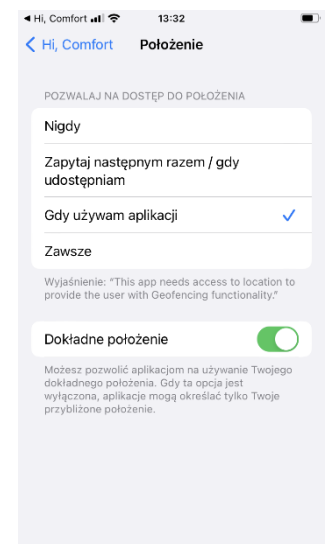 Hi, Comfort
13:32
Hi, Comfort
Położenie
POZWALAJ NA DOSTĘP DO POŁOŻENIA
Nigdy
Zapytaj następnym razem / gdy
udostępniam
Gdy używam aplikacji
Zawsze
Wyjaśnienie: "This app needs access to location to
provide the user with Geofencing functionality."
Dokładne położenie
Możesz pozwolić aplikacjom na używanie Twojego
dokładnego położenia. Gdy ta opcja jest
wyłączona, aplikacje mogą określać tylko Twoje
przybliżone położenie.